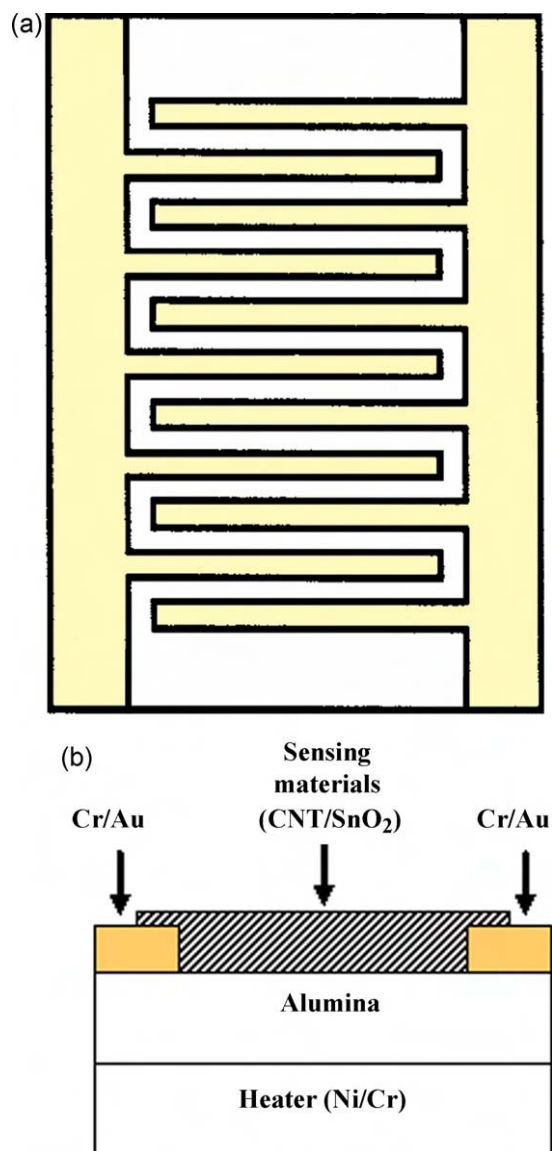 (a)
(b)
Sensing
materials
Cr/Au (CNT/SnO₂) Cr/Au
Alumina
Heater (Ni/Cr)